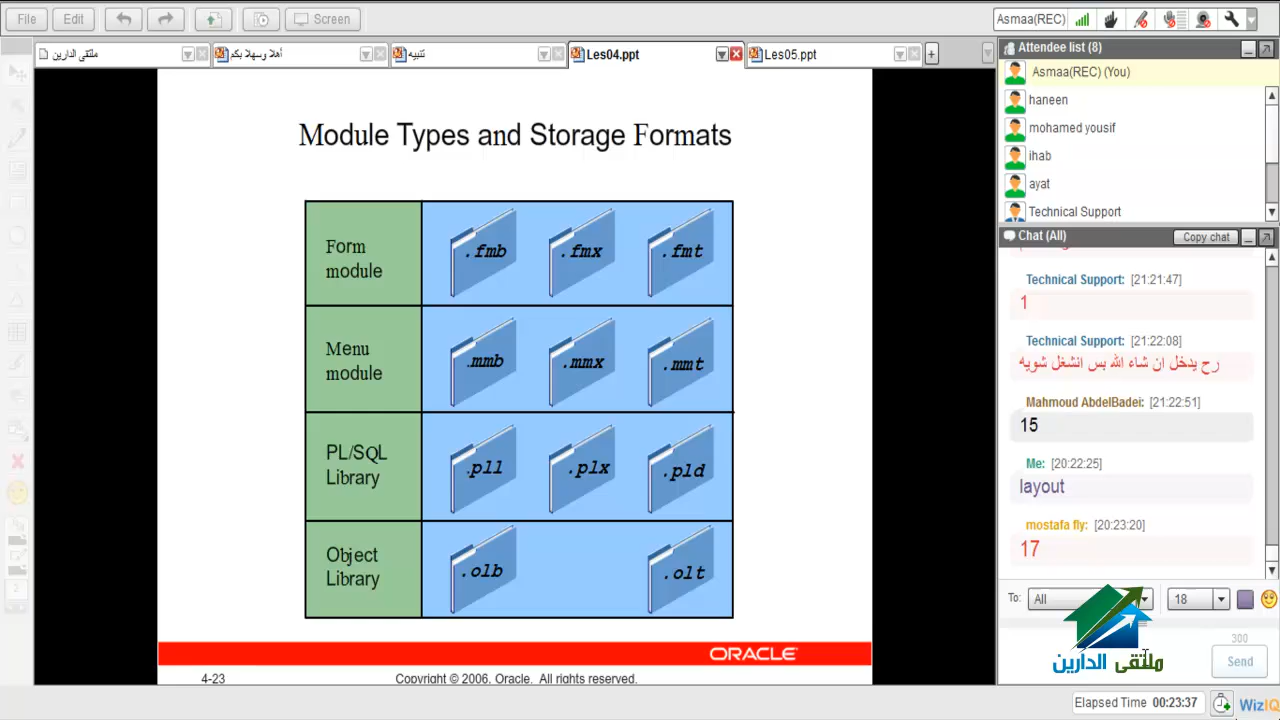 File
Edit
Screen
Asmaa(REC)
ملتقى الدارين
أهلا وسهلا بكم
تنبيه
Les04.ppt
Les05.ppt
Module Types and Storage Formats
Form
module
.fmb
.fmx
.fmt
Menu
module
.mmb
.mmx
.mmt
PL/SQL
Library
.pll
.plx
.pld
Object
Library
.olb
.olt
ORACLE
4-23
Copyright © 2006, Oracle. All rights reserved.
Attendee list (8)
Asmaa(REC) (You)
haneen
mohamed yousif
ihab
ayat
Technical Support
Chat (All)
Copy chat
Technical Support: [21:21:47]
1
Technical Support: [21:22:08]
رح يدخل ان شاء الله بس انشغل شويه
Mahmoud AbdelBadei: [21:22:51]
15
Me: [20:22:25]
layout
mostafa fly: [20:23:20]
17
To:
All
18
300
Send
ملتقى الدارين
Elapsed Time 00:23:37
WizIQ